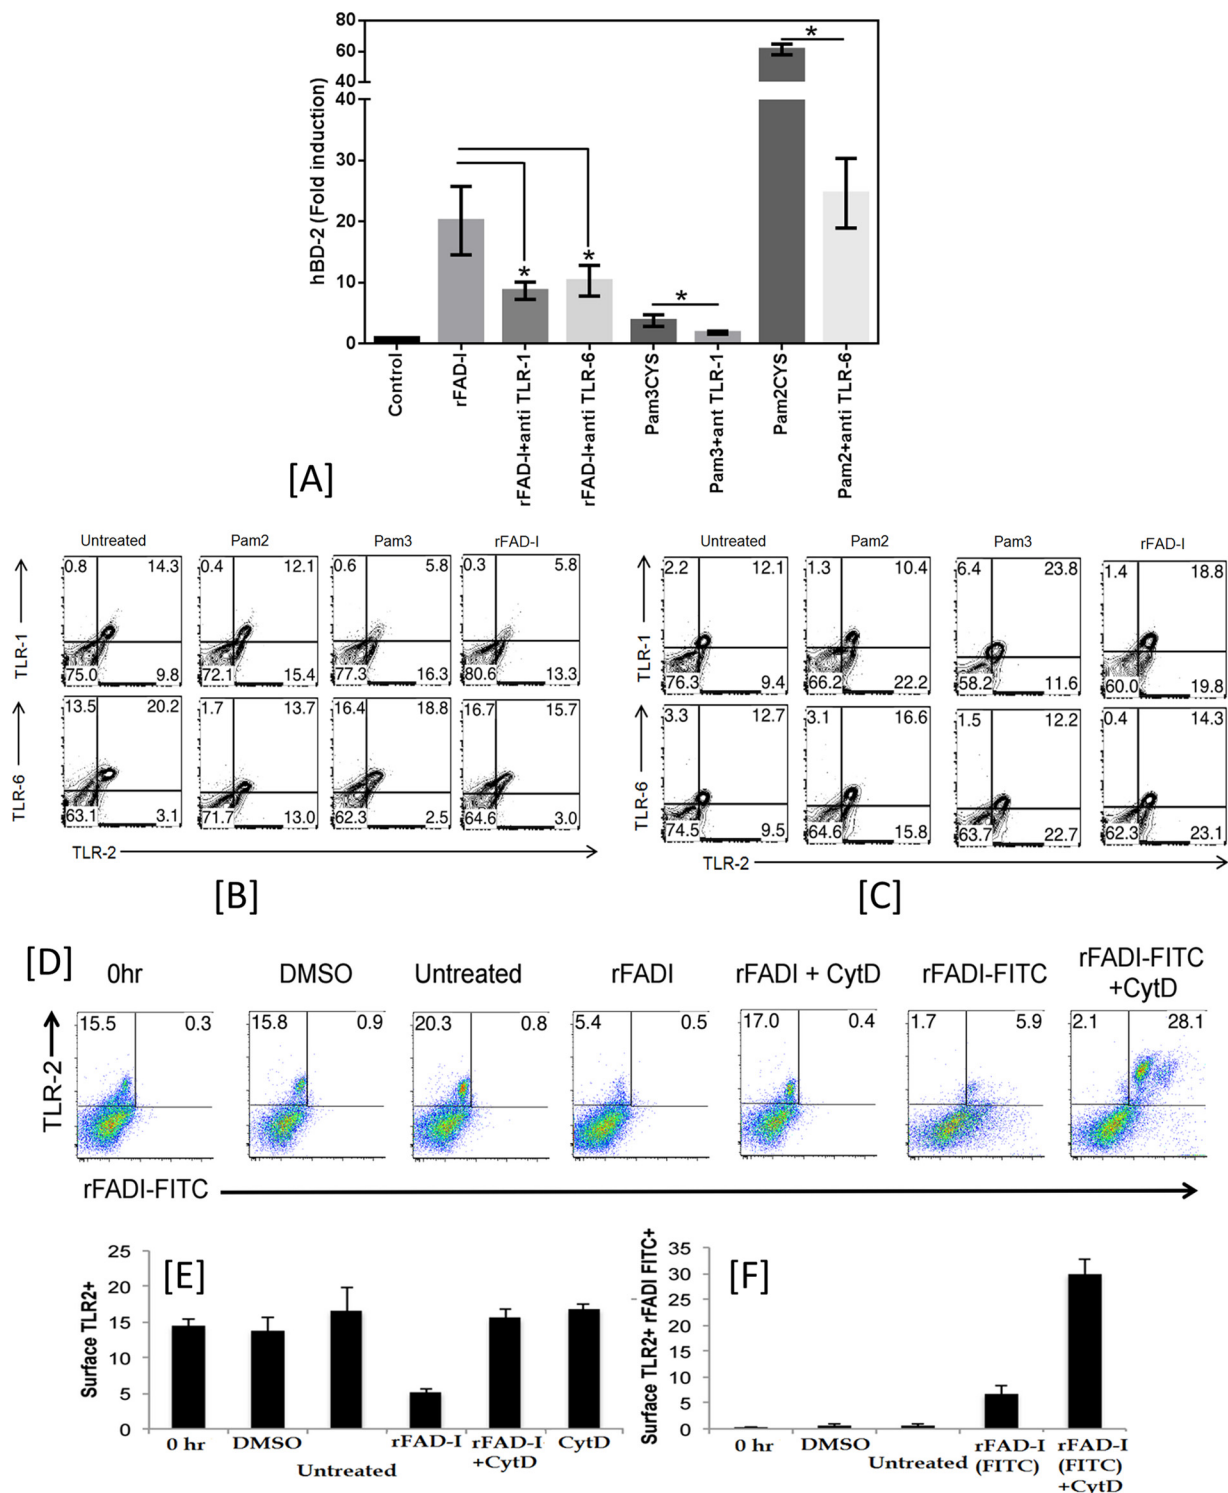 80
60
40
40
30
20
10
0
hBD-2 (Fold induction)
*
*
*
*
Control
rFAD-I
rFAD-I+anti TLR-1
rFAD-I+anti TLR-6
Pam3CYS
Pam3+ant TLR-1
Pam2CYS
Pam2+anti TLR-6
[A]
Untreated Pam2 Pam3 rFAD-I
0.8 14.3 0.4 12.1 0.6 5.8 0.3 5.8
TLR-1
75.0 9.8 72.1 15.4 77.3 16.3 80.6 13.3
13.5 20.2 1.7 13.7 16.4 18.8 16.7 15.7
TLR-6
63.1 3.1 71.7 13.0 62.3 2.5 64.6 3.0
TLR-2
[B]
Untreated Pam2 Pam3 rFAD-I
2.2 12.1 1.3 10.4 6.4 23.8 1.4 18.8
TLR-1
76.3 9.4 66.2 22.2 58.2 11.6 60.0 19.8
3.3 12.7 3.1 16.6 1.5 12.2 0.4 14.3
TLR-6
74.5 9.5 64.6 15.8 63.7 22.7 62.3 23.1
TLR-2
[C]
[D]
0hr DMSO Untreated rFADI rFADI + CytD rFADI-FITC rFADI-FITC
+CytD
15.5 0.3 15.8 0.9 20.3 0.8 5.4 0.5 17.0 0.4 1.7 5.9 2.1 28.1
TLR-2
rFADI-FITC
[E]
Surface TLR2+
25
20
15
10
5
0
0 hr DMSO Untreated rFAD-I rFAD-I CytD
+CytD
[F]
Surface TLR2+ rFADI FITC+
35
30
25
20
15
10
5
0
0 hr DMSO Untreated rFAD-I rFAD-I
(FITC) (FITC)
+CytD